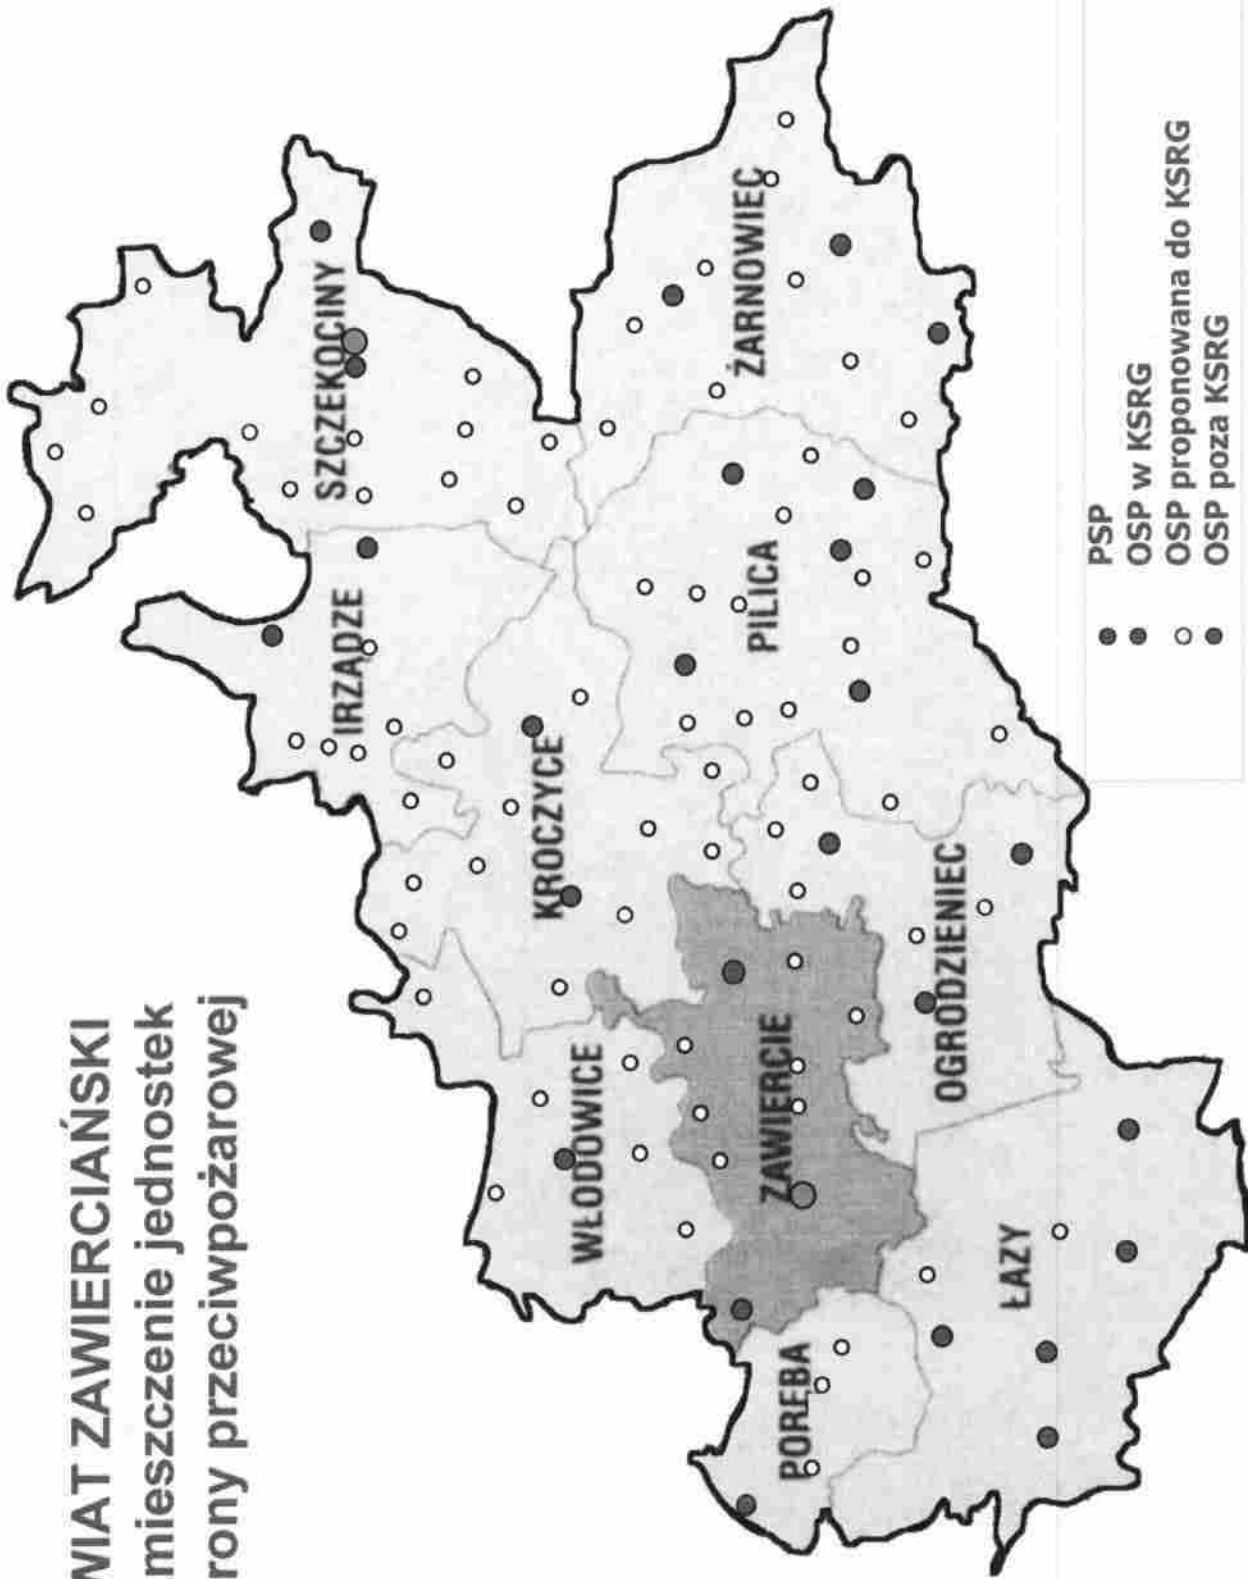 WIAT ZAWIERCIAŃSKI
mieszczenie jednostek
rony przeciwpożarowej
SZCZEKOCINY
IRZĄDZE
ŻARNOWIEC
PILICA
KROCZYCE
WŁODOWICE
ZAWIERCIE
OGRODZIENIEC
PORĘBA
ŁAZY
PSP
OSP w KSRG
OSP proponowana do KSRG
OSP poza KSRG